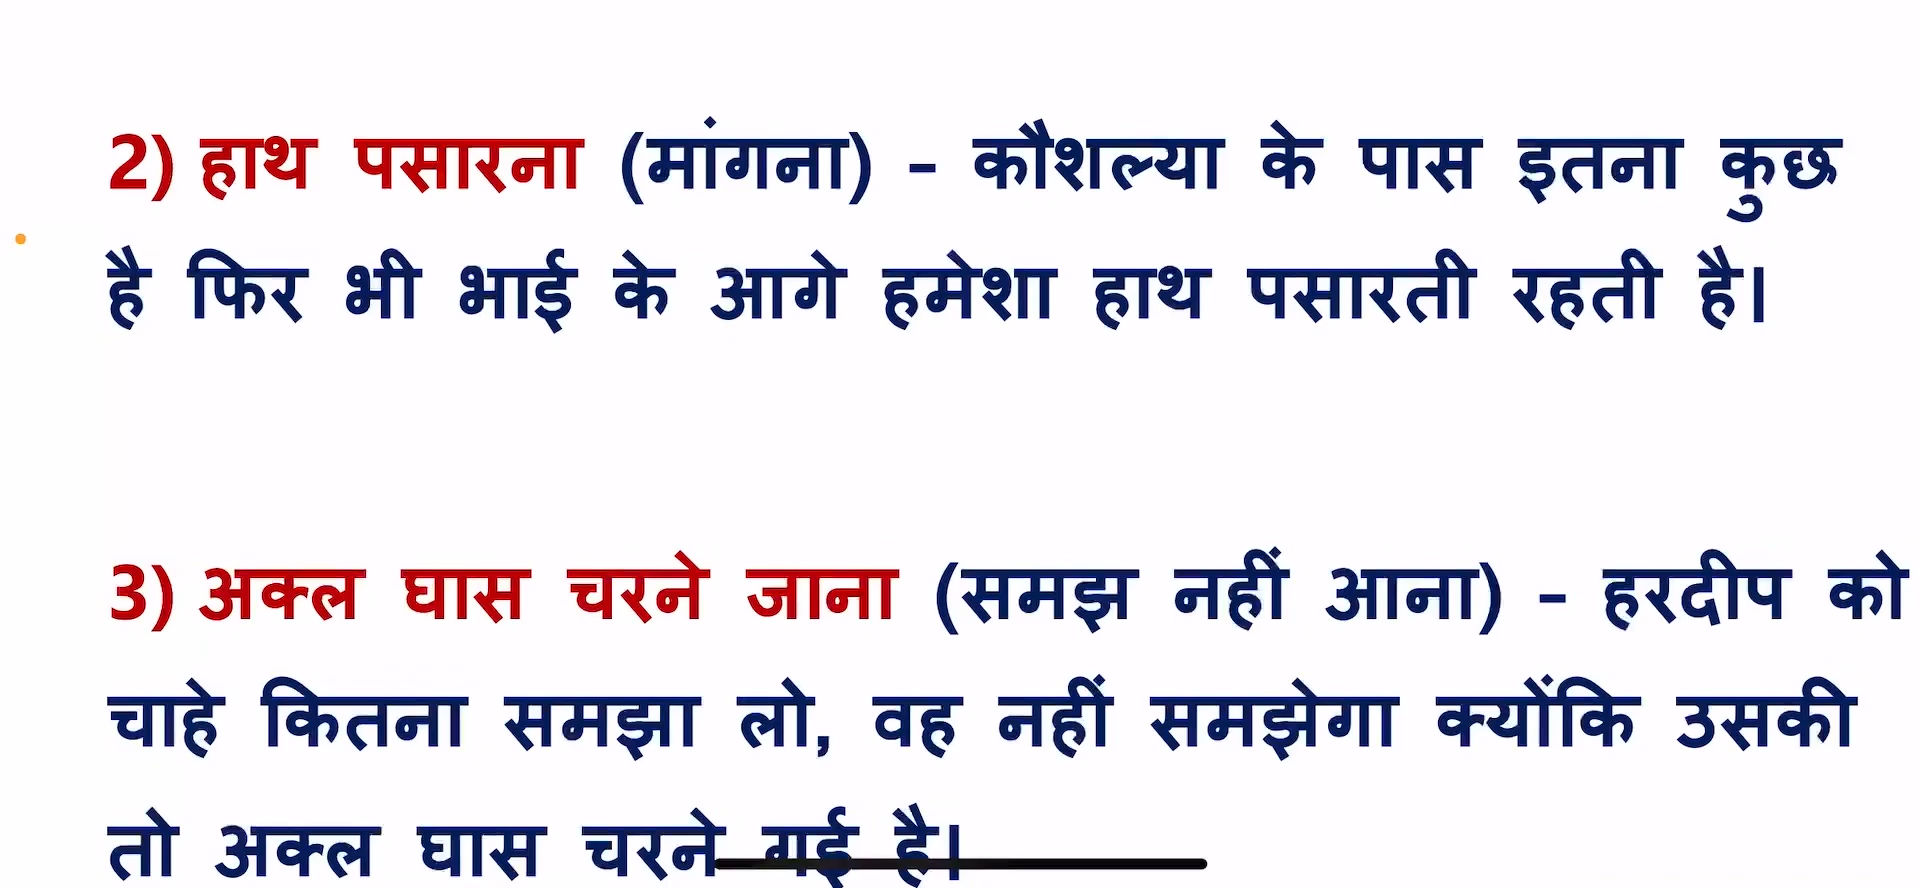 2) हाथ पसारना (मांगना) – कौशल्या के पास इतना कुछ
है फिर भी भाई के आगे हमेशा हाथ पसारती रहती है।
3) अक्ल घास चरने जाना (समझ नहीं आना) – हरदीप को
चाहे कितना समझा लो, वह नहीं समझेगा क्योंकि उसकी
तो अक्ल घास चरने गई है।